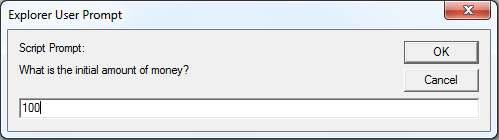 Explorer User Prompt
Script Prompt:
OK
What is the initial amount of money?
Cancel
100